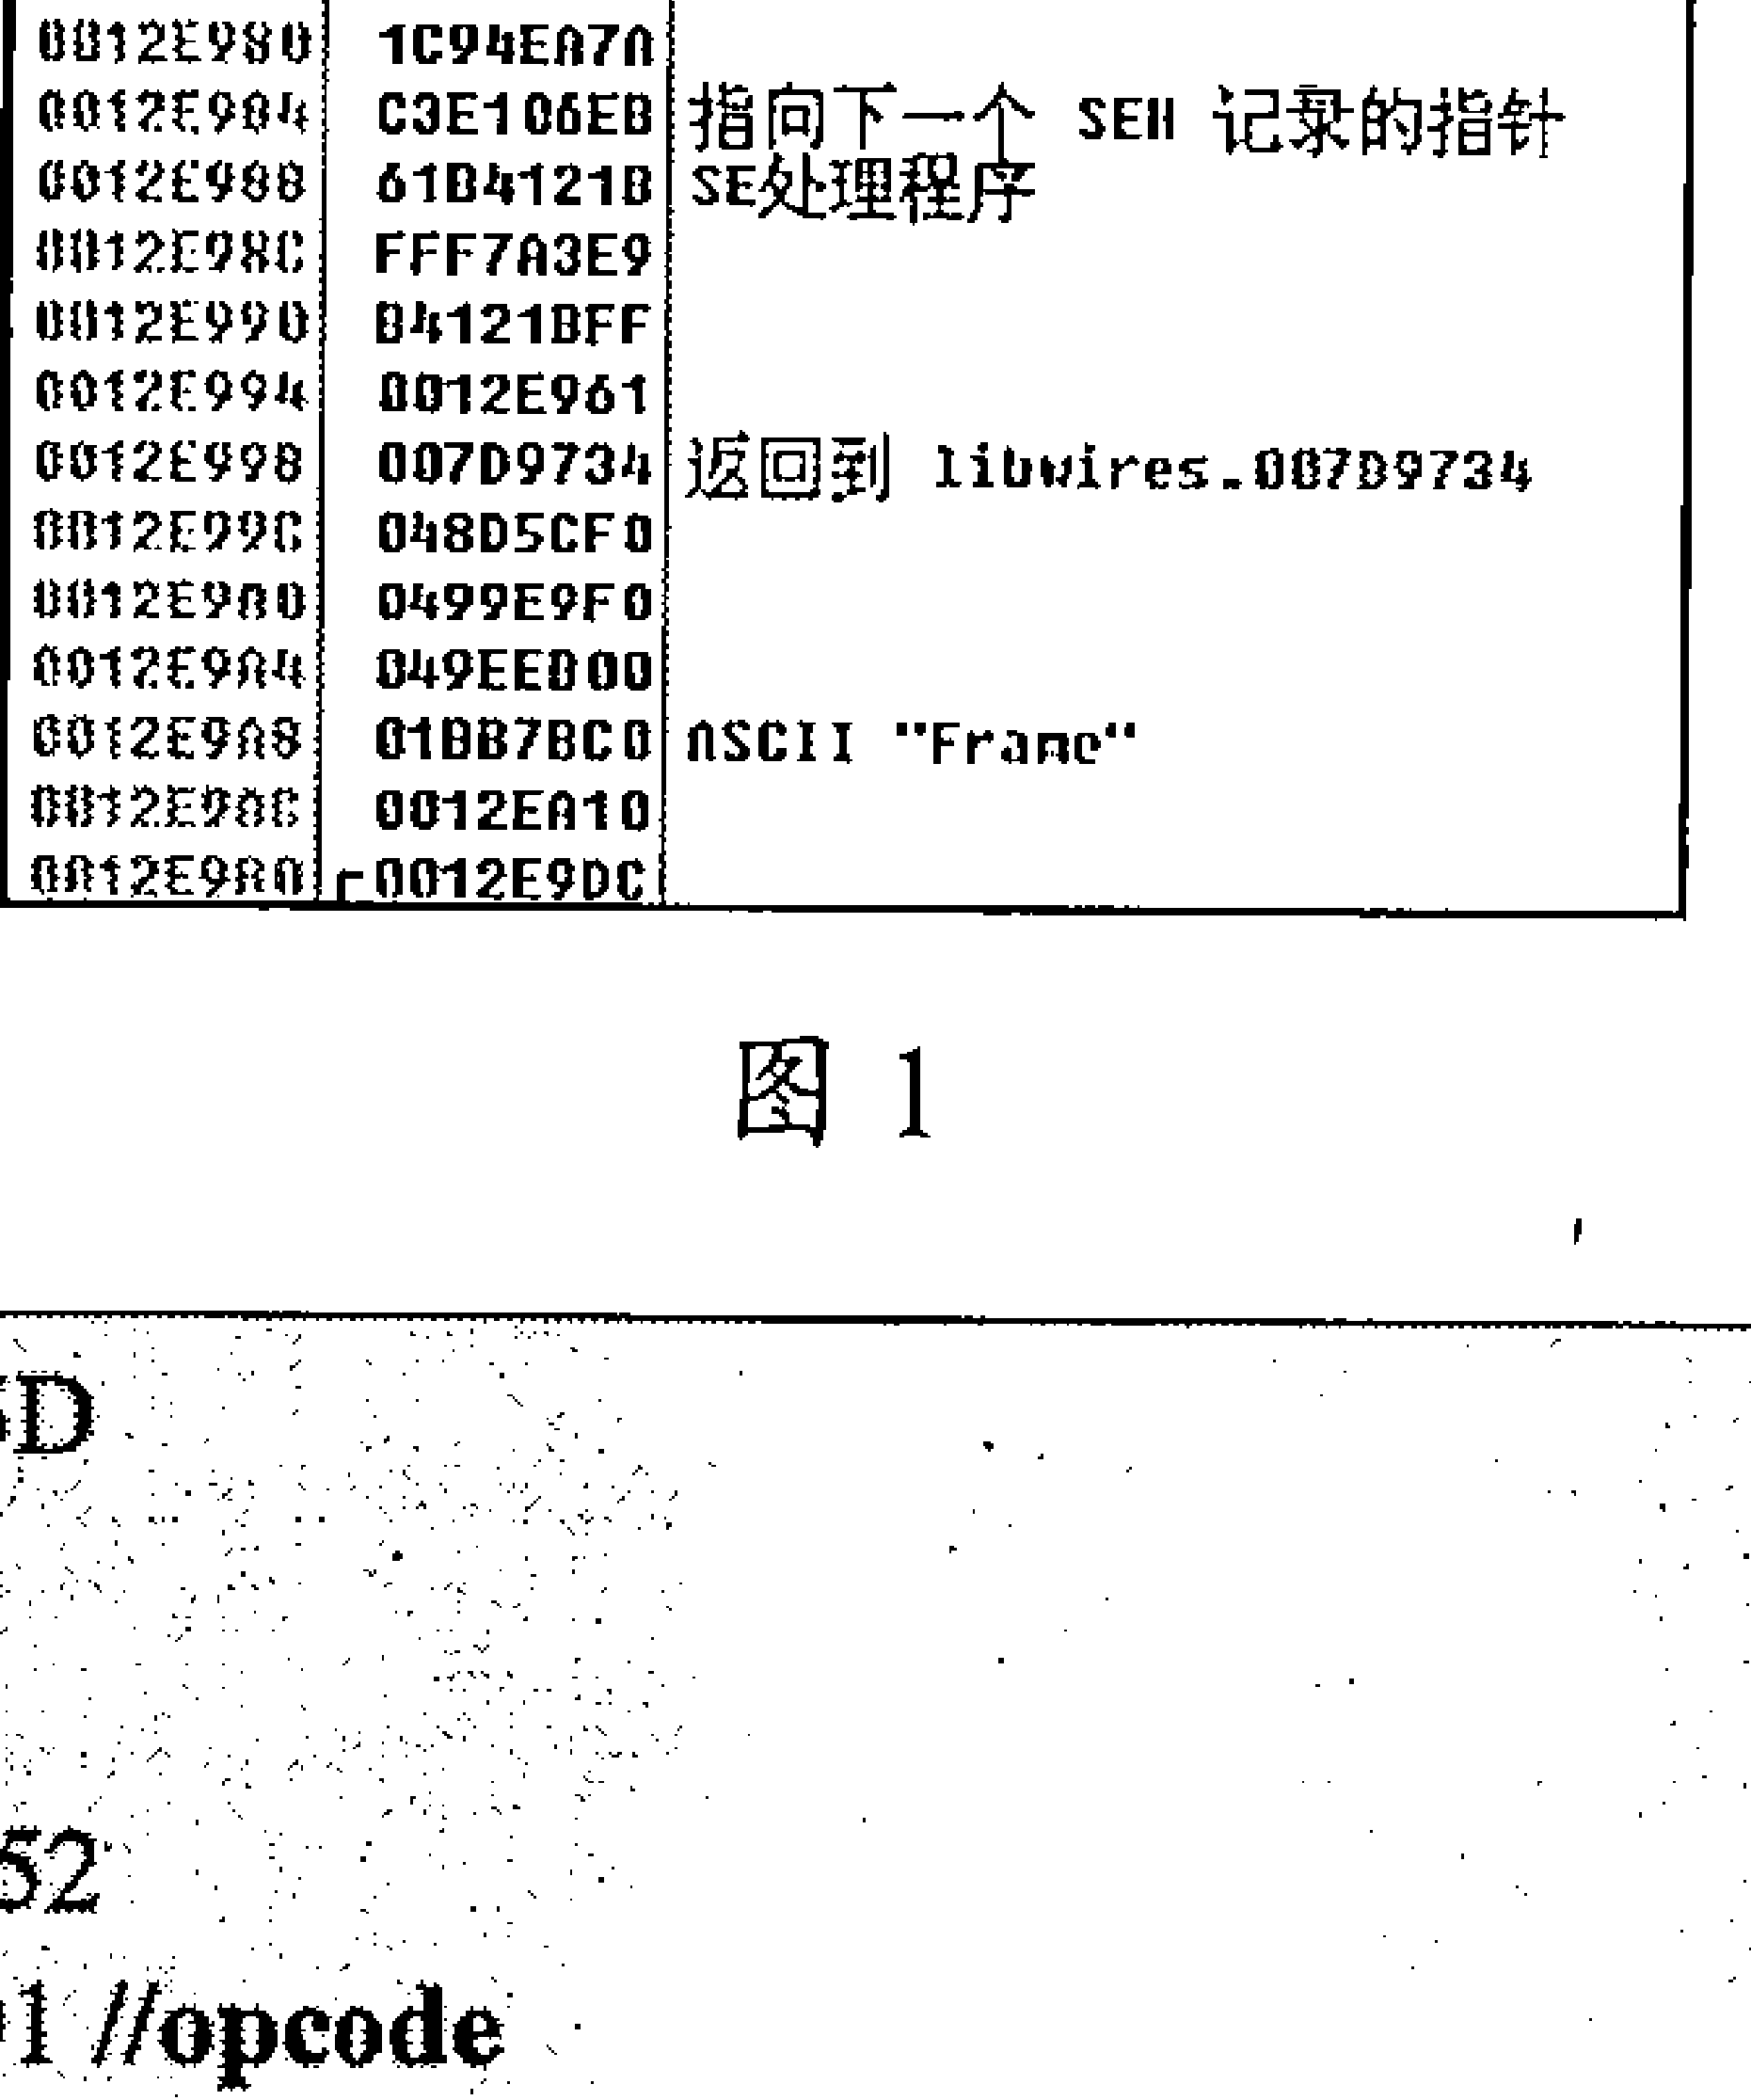 0012E980 1C94EA7A
0012E984 C3E106EB 指向下一个 SEH 记录的指针
0012E988 61B4121B SE处理程序
0012E98C FFF7A3E9
0012E990 B4121BFF
0012E994 0012E961
0012E998 007D9734 返回到 libwires.007D9734
0012E99C 048D5CF0
0012E9A0 0499E9F0
0012E9A4
0012E9A8 ASCII "Frame"
0012E9AC 0012EA10
0012E9B0 0012E9DC
图 1
D
52
1 //opcode